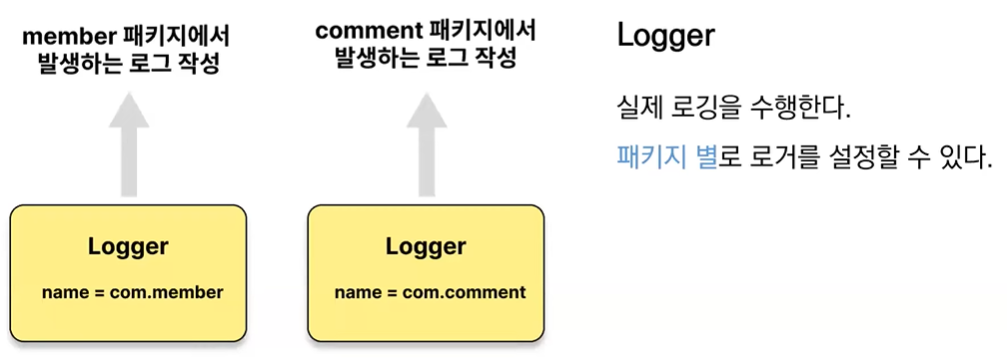 member 패키지에서
발생하는 로그 작성
comment 패키지에서
발생하는 로그 작성
Logger
실제 로깅을 수행한다.
패키지 별로 로거를 설정할 수 있다.
Logger
name = com.member
Logger
name = com.comment